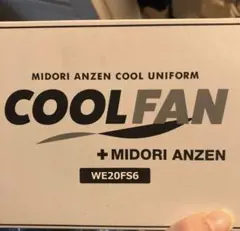 MIDORI ANZEN COOL UNIFORM
COOLFAN
+MIDORI ANZEN
WE20FS6